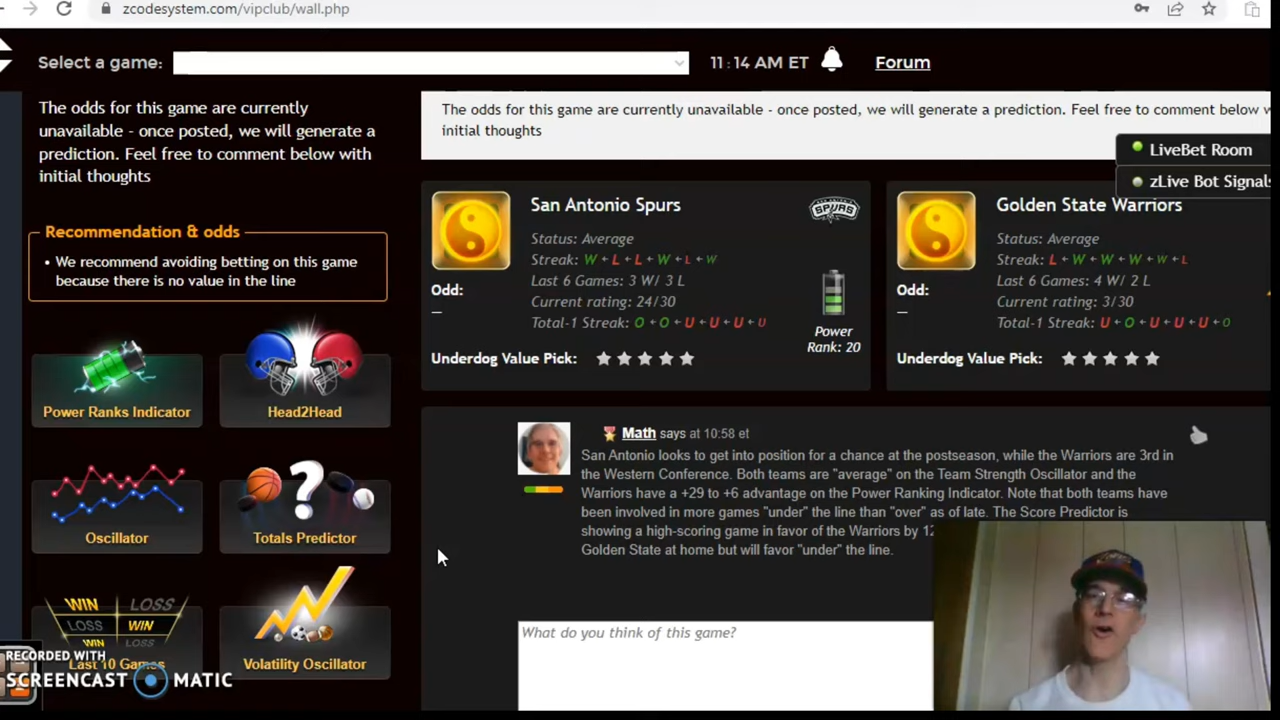 zcodesystem.com/vipclub/wall.php
Select a game:
11:14 AM ET
Forum
The odds for this game are currently
unavailable - once posted, we will generate a
prediction. Feel free to comment below with
initial thoughts
Recommendation & odds
• We recommend avoiding betting on this game
because there is no value in the line
Power Ranks Indicator
Head2Head
Oscillator
Totals Predictor
WIN LOSS
LOSS WIN
WIN LOSS
Last 10 Games
Volatility Oscillator
RECORDED WITH
SCREENCAST MATIC
The odds for this game are currently unavailable - once posted, we will generate a prediction. Feel free to comment below w
initial thoughts
LiveBet Room
zLive Bot Signals
San Antonio Spurs
SPURS
Status: Average
Streak: W L L W L W
Last 6 Games: 3 W/ 3 L
Odd:
—
Current rating: 24/30
Total-1 Streak: O O U U U U
Power
Rank: 20
Underdog Value Pick:
Golden State Warriors
Status: Average
Streak: L W W W W L
Last 6 Games: 4 W/ 2 L
Odd:
—
Current rating: 3/30
Total-1 Streak: U O U U U O
Underdog Value Pick:
Math says at 10:58 et
San Antonio looks to get into position for a chance at the postseason, while the Warriors are 3rd in
the Western Conference. Both teams are "average" on the Team Strength Oscillator and the
Warriors have a +29 to +6 advantage on the Power Ranking Indicator. Note that both teams have
been involved in more games "under" the line than "over" as of late. The Score Predictor is
showing a high-scoring game in favor of the Warriors by 12
Golden State at home but will favor "under" the line.
What do you think of this game?